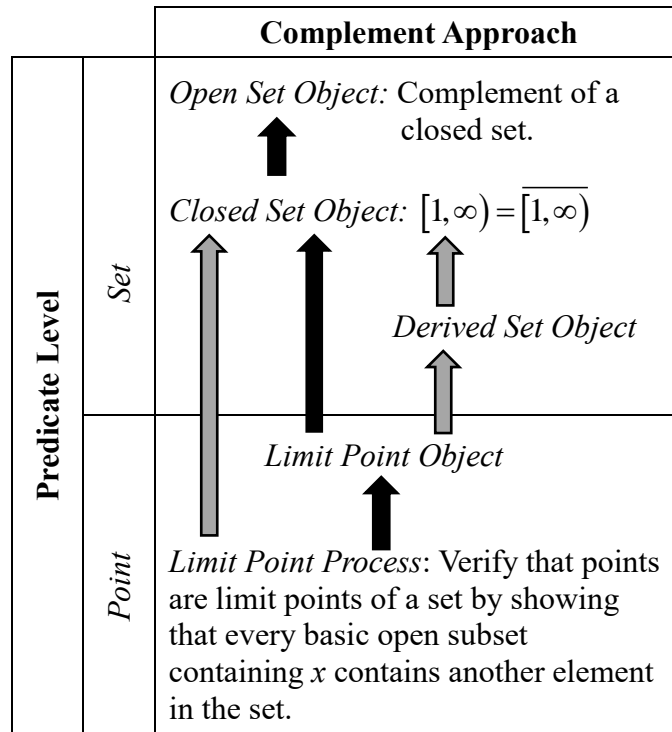 Complement Approach
Predicate Level
Set
Open Set Object: Complement of a
closed set.
Closed Set Object: [1,∞) = \overline{[1,∞)}
Derived Set Object
Point
Limit Point Object
Limit Point Process: Verify that points
are limit points of a set by showing
that every basic open subset
containing x contains another element
in the set.